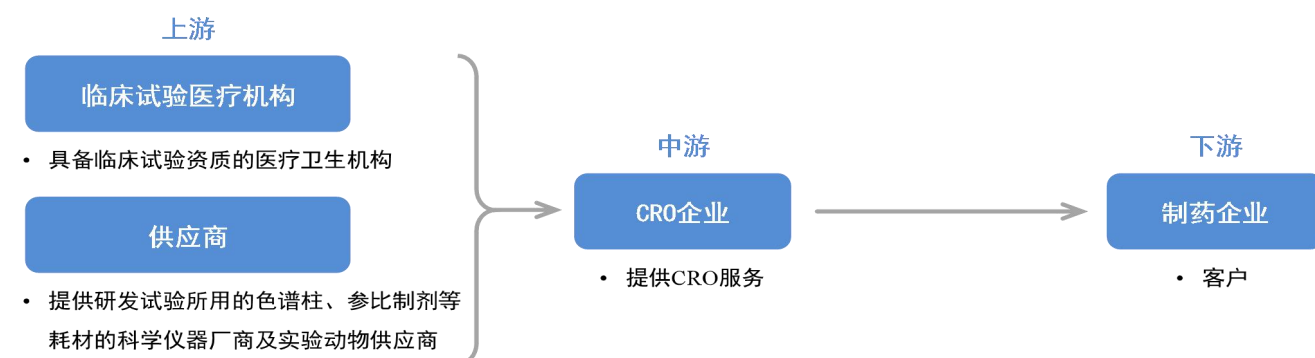 上游
临床试验医疗机构
• 具备临床试验资质的医疗卫生机构
供应商
• 提供研发试验所用的色谱柱、参比制剂等
耗材的科学仪器厂商及实验动物供应商
中游
CRO企业
• 提供CRO服务
下游
制药企业
• 客户